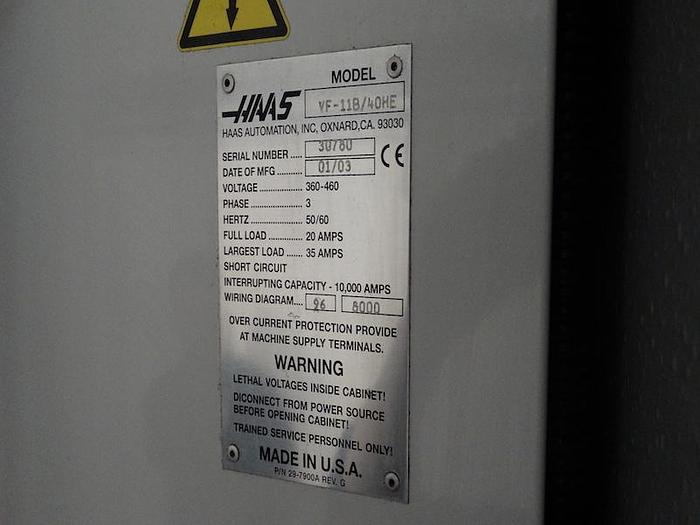 MODEL
HAAS VF-11B/40HE
HAAS AUTOMATION, INC, OXNARD,CA. 93030
SERIAL NUMBER .... 30780
DATE OF MFG .......... 01/03 CE
VOLTAGE ................. 360-460
PHASE .................... 3
HERTZ ..................... 50/60
FULL LOAD .............. 20 AMPS
LARGEST LOAD ....... 35 AMPS
SHORT CIRCUIT
INTERRUPTING CAPACITY - 10,000 AMPS
WIRING DIAGRAM.... 96 8000
OVER CURRENT PROTECTION PROVIDE
AT MACHINE SUPPLY TERMINALS.
WARNING
LETHAL VOLTAGES INSIDE CABINET!
DICONNECT FROM POWER SOURCE
BEFORE OPENING CABINET!
TRAINED SERVICE PERSONNEL ONLY!
MADE IN U.S.A.
P/N 29-7900A REV. G